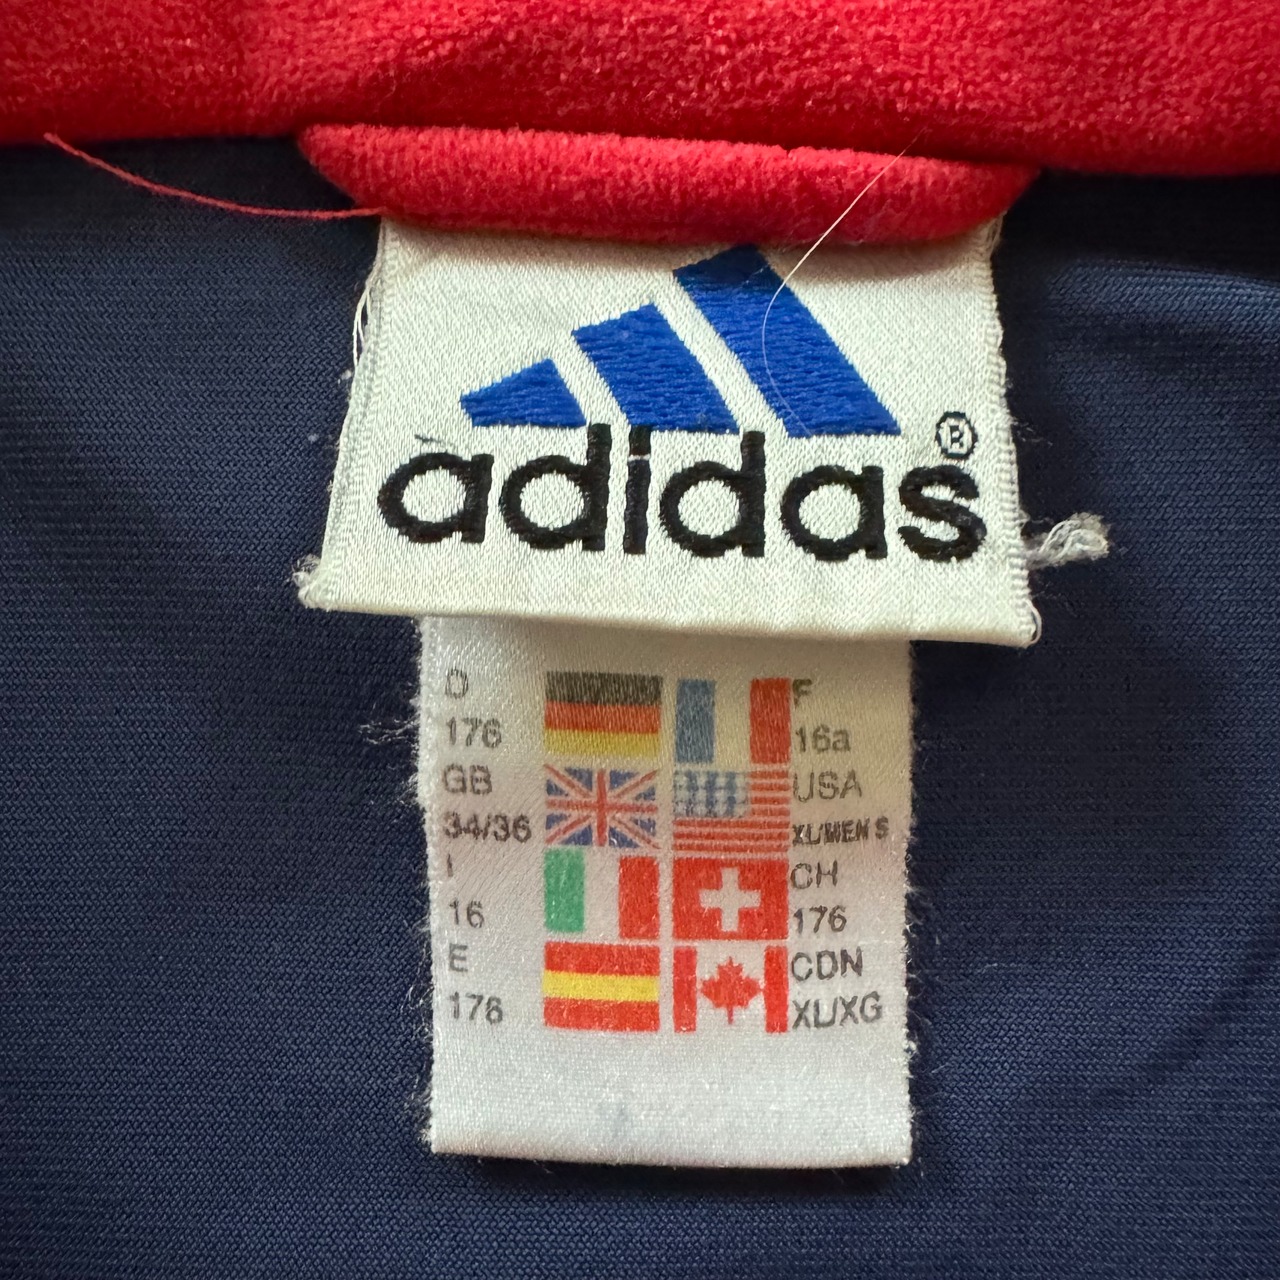 adidas®
D
176
GB
34/36
I
16
E
176
F
16a
USA
XL/MEN S
CH
176
CDN
XL/XG